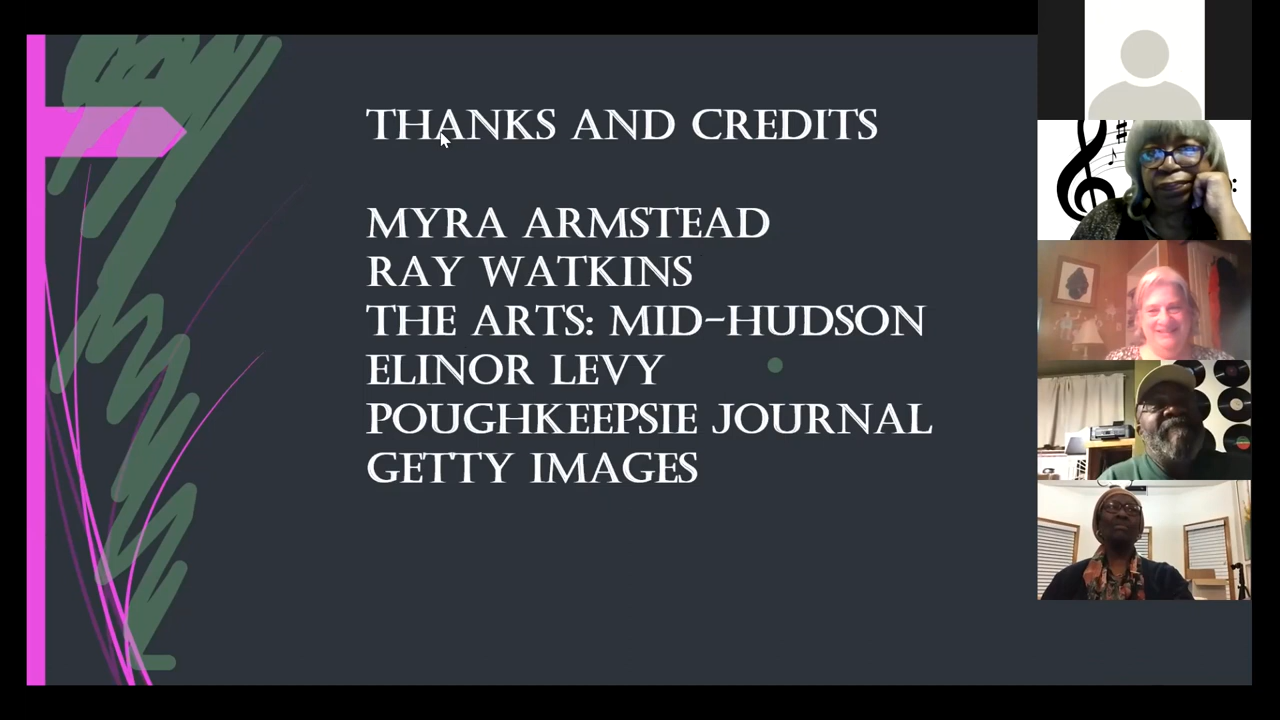 THANKS AND CREDITS
MYRA ARMSTEAD
RAY WATKINS
THE ARTS: MID-HUDSON
ELINOR LEVY
POUGHKEEPSIE JOURNAL
GETTY IMAGES